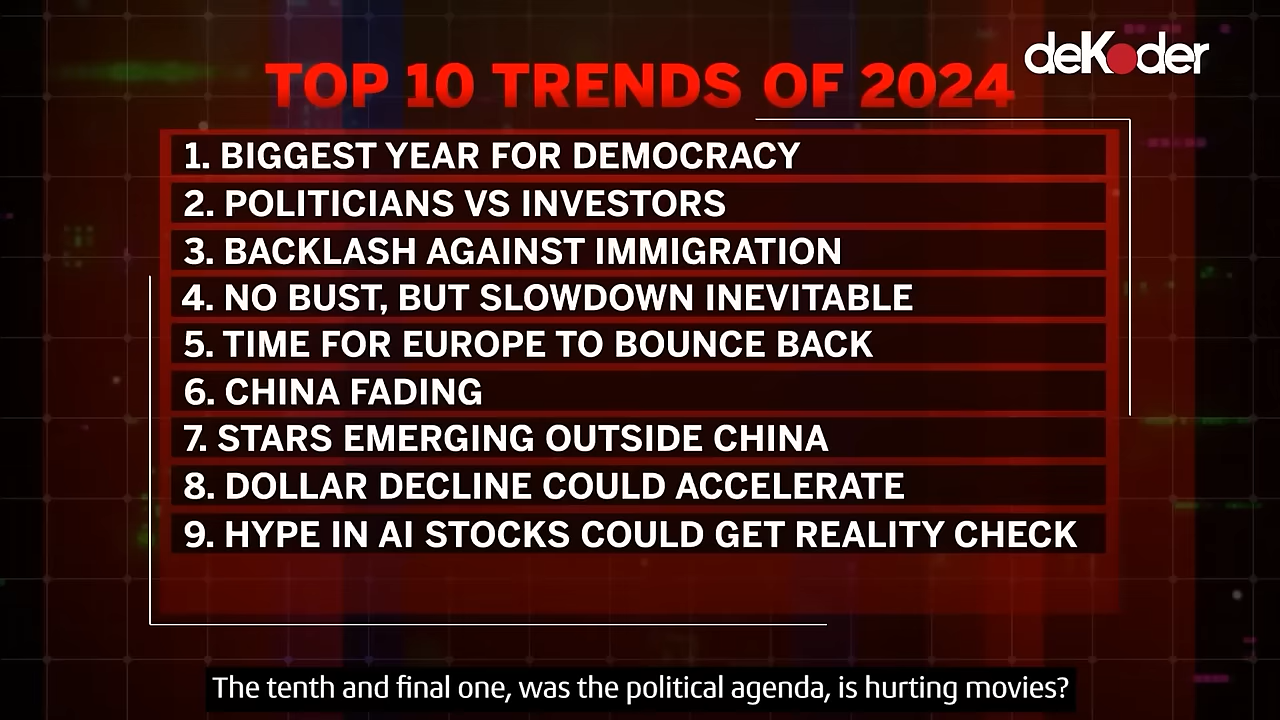 deKoder
TOP 10 TRENDS OF 2024
1. BIGGEST YEAR FOR DEMOCRACY
2. POLITICIANS VS INVESTORS
3. BACKLASH AGAINST IMMIGRATION
4. NO BUST, BUT SLOWDOWN INEVITABLE
5. TIME FOR EUROPE TO BOUNCE BACK
6. CHINA FADING
7. STARS EMERGING OUTSIDE CHINA
8. DOLLAR DECLINE COULD ACCELERATE
9. HYPE IN AI STOCKS COULD GET REALITY CHECK
The tenth and final one, was the political agenda, is hurting movies?